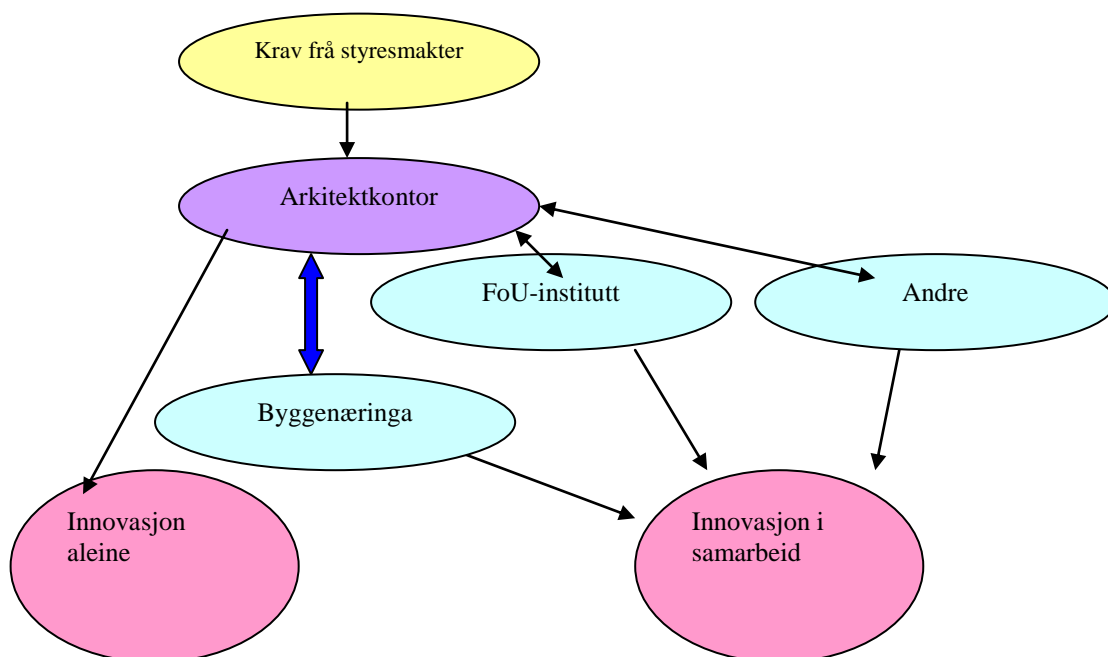 Krav frå styresmakter
Arkitektkontor
FoU-institutt
Andre
Byggenæringa
Innovasjon
aleine
Innovasjon i
samarbeid